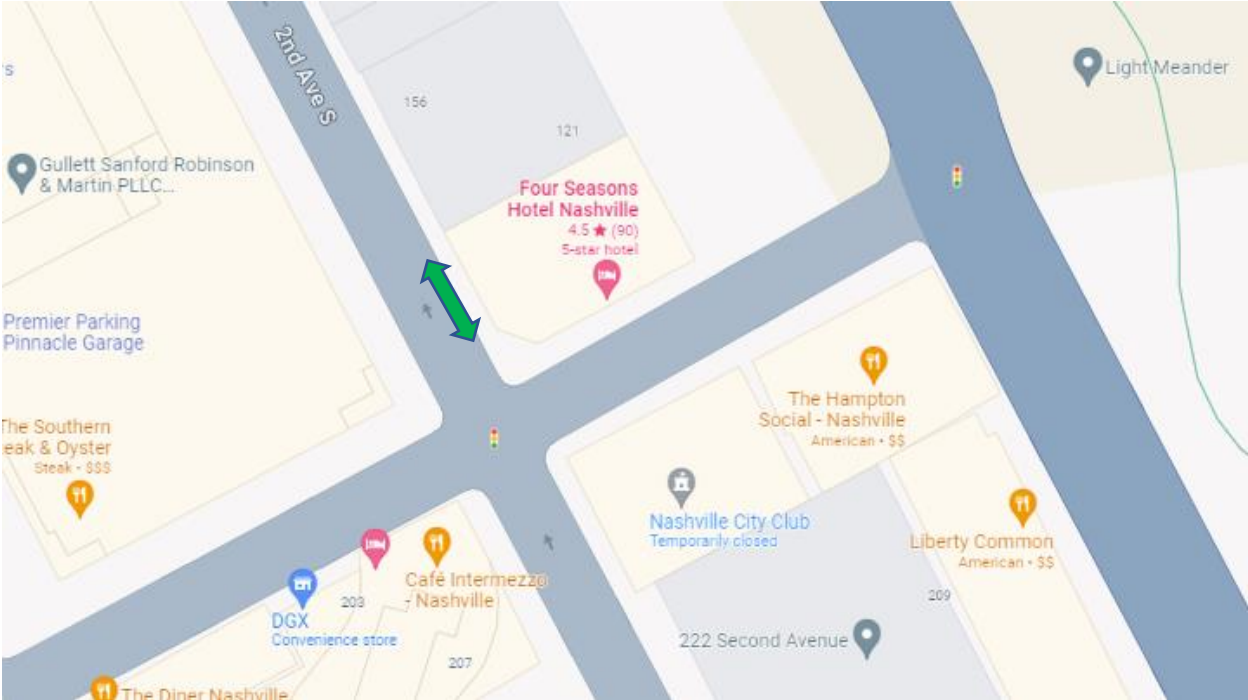 2nd Ave S
Light Meander
's
156
121
Gullett Sanford Robinson
& Martin PLLC...
Four Seasons
Hotel Nashville
4.5 ★ (90)
5-star hotel
Premier Parking
Pinnacle Garage
The Hampton
Social - Nashville
American • $$
The Southern
eak & Oyster
Steak • $$$
Nashville City Club
Temporarily closed
Liberty Common
American • $$
Café Intermezzo
- Nashville
203
209
DGX
Convenience store
222 Second Avenue
207
The Diner Nashville